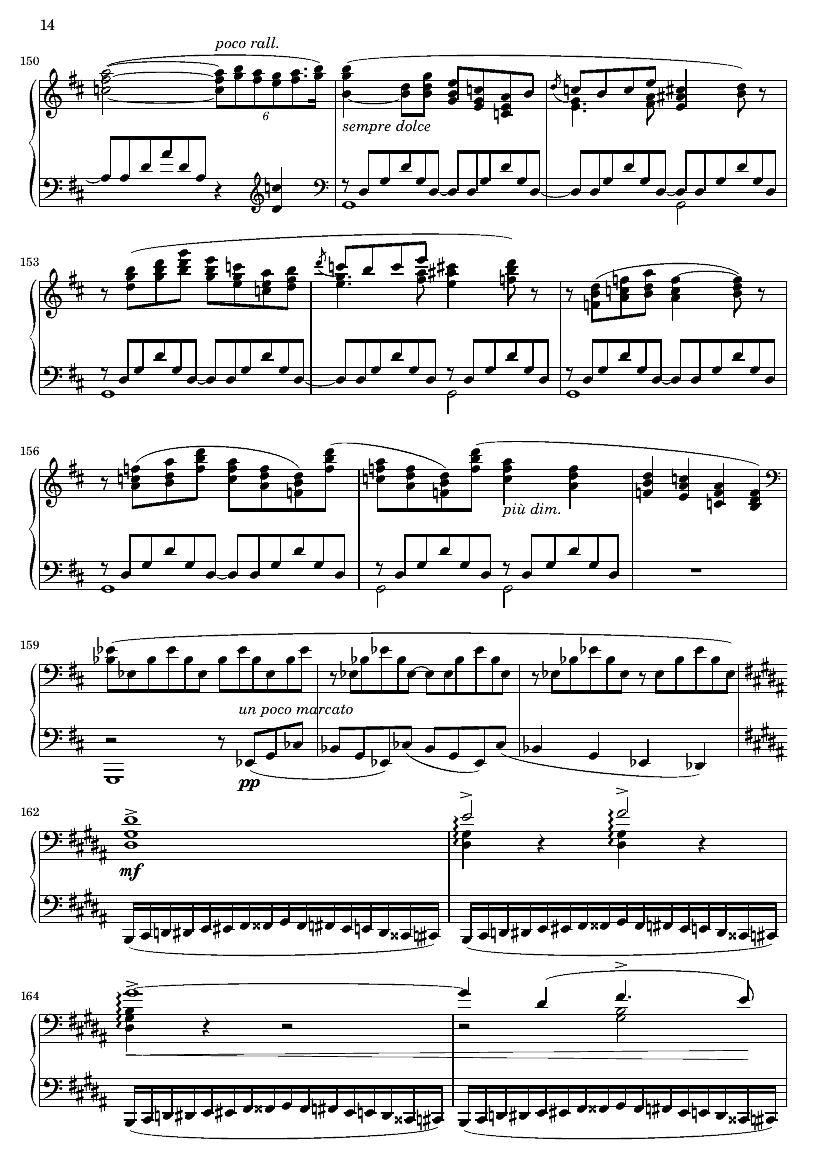 14
poco rall.
150
6
sempre dolce
153
156
più dim.
159
un poco marcato
pp
162
mf
164